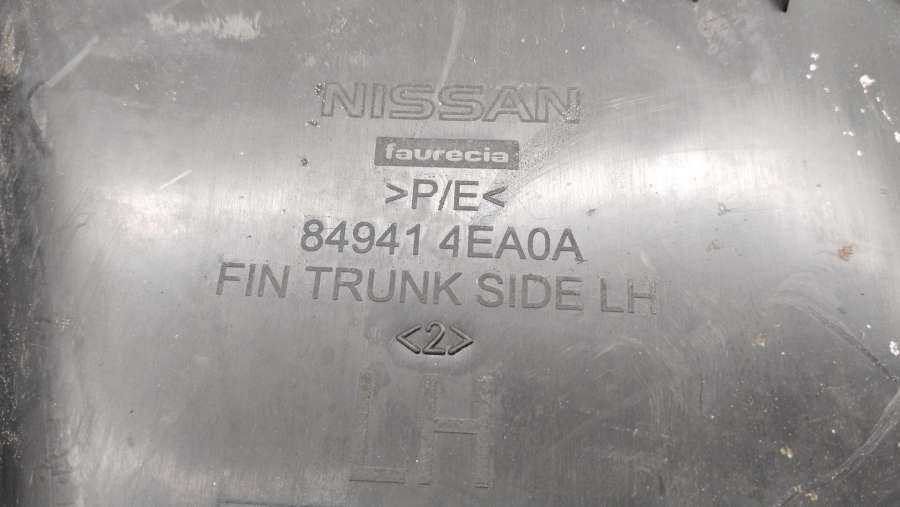 NISSAN
faurecia
>P/E<
84941 4EA0A
FIN TRUNK SIDE LH
<2>
LH